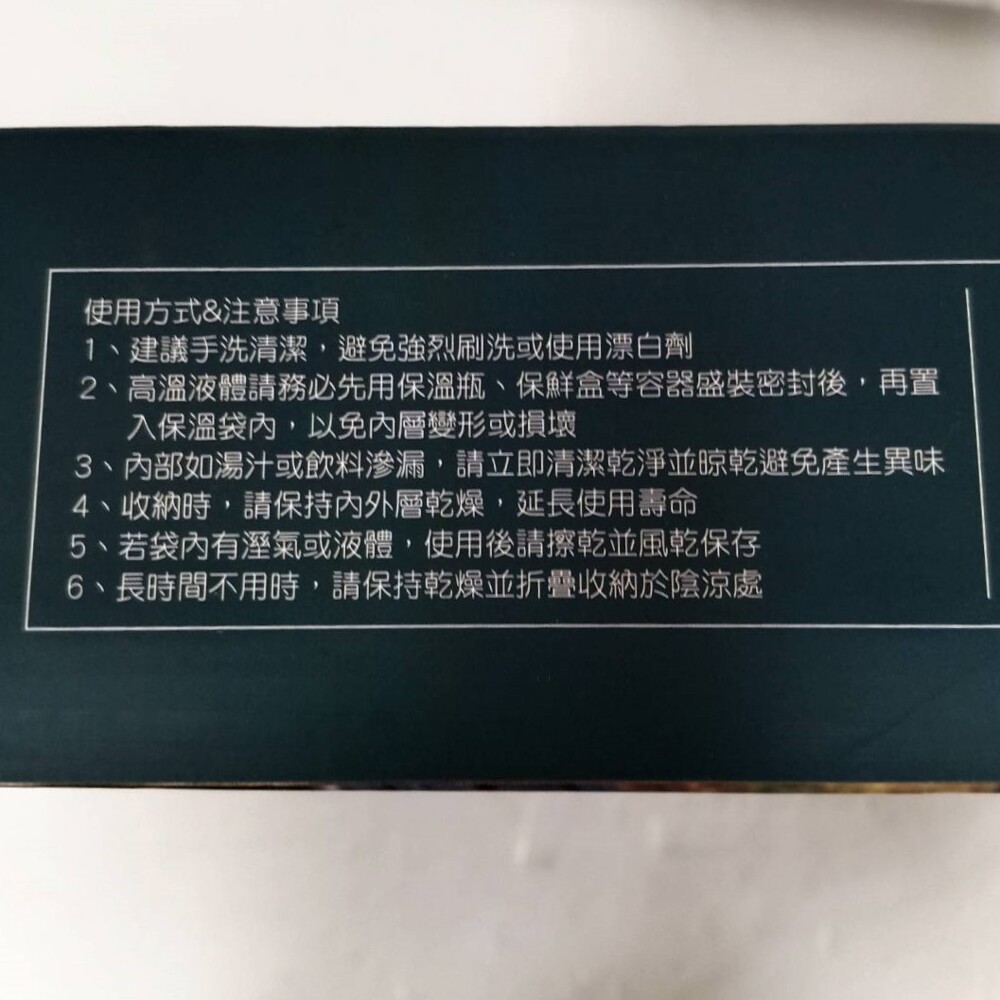 使用方式&注意事項
1、建議手洗清潔，避免強烈刷洗或使用漂白劑
2、高溫液體請務必先用保溫瓶、保鮮盒等容器盛裝密封後，再置
入保溫袋內，以免內層變形或損壞
3、內部如湯汁或飲料滲漏，請立即清潔乾淨並晾乾避免產生異味
4、收納時，請保持內外層乾燥，延長使用壽命
5、若袋內有溼氣或液體，使用後請擦乾並風乾保存
6、長時間不用時，請保持乾燥並折疊收納於陰涼處